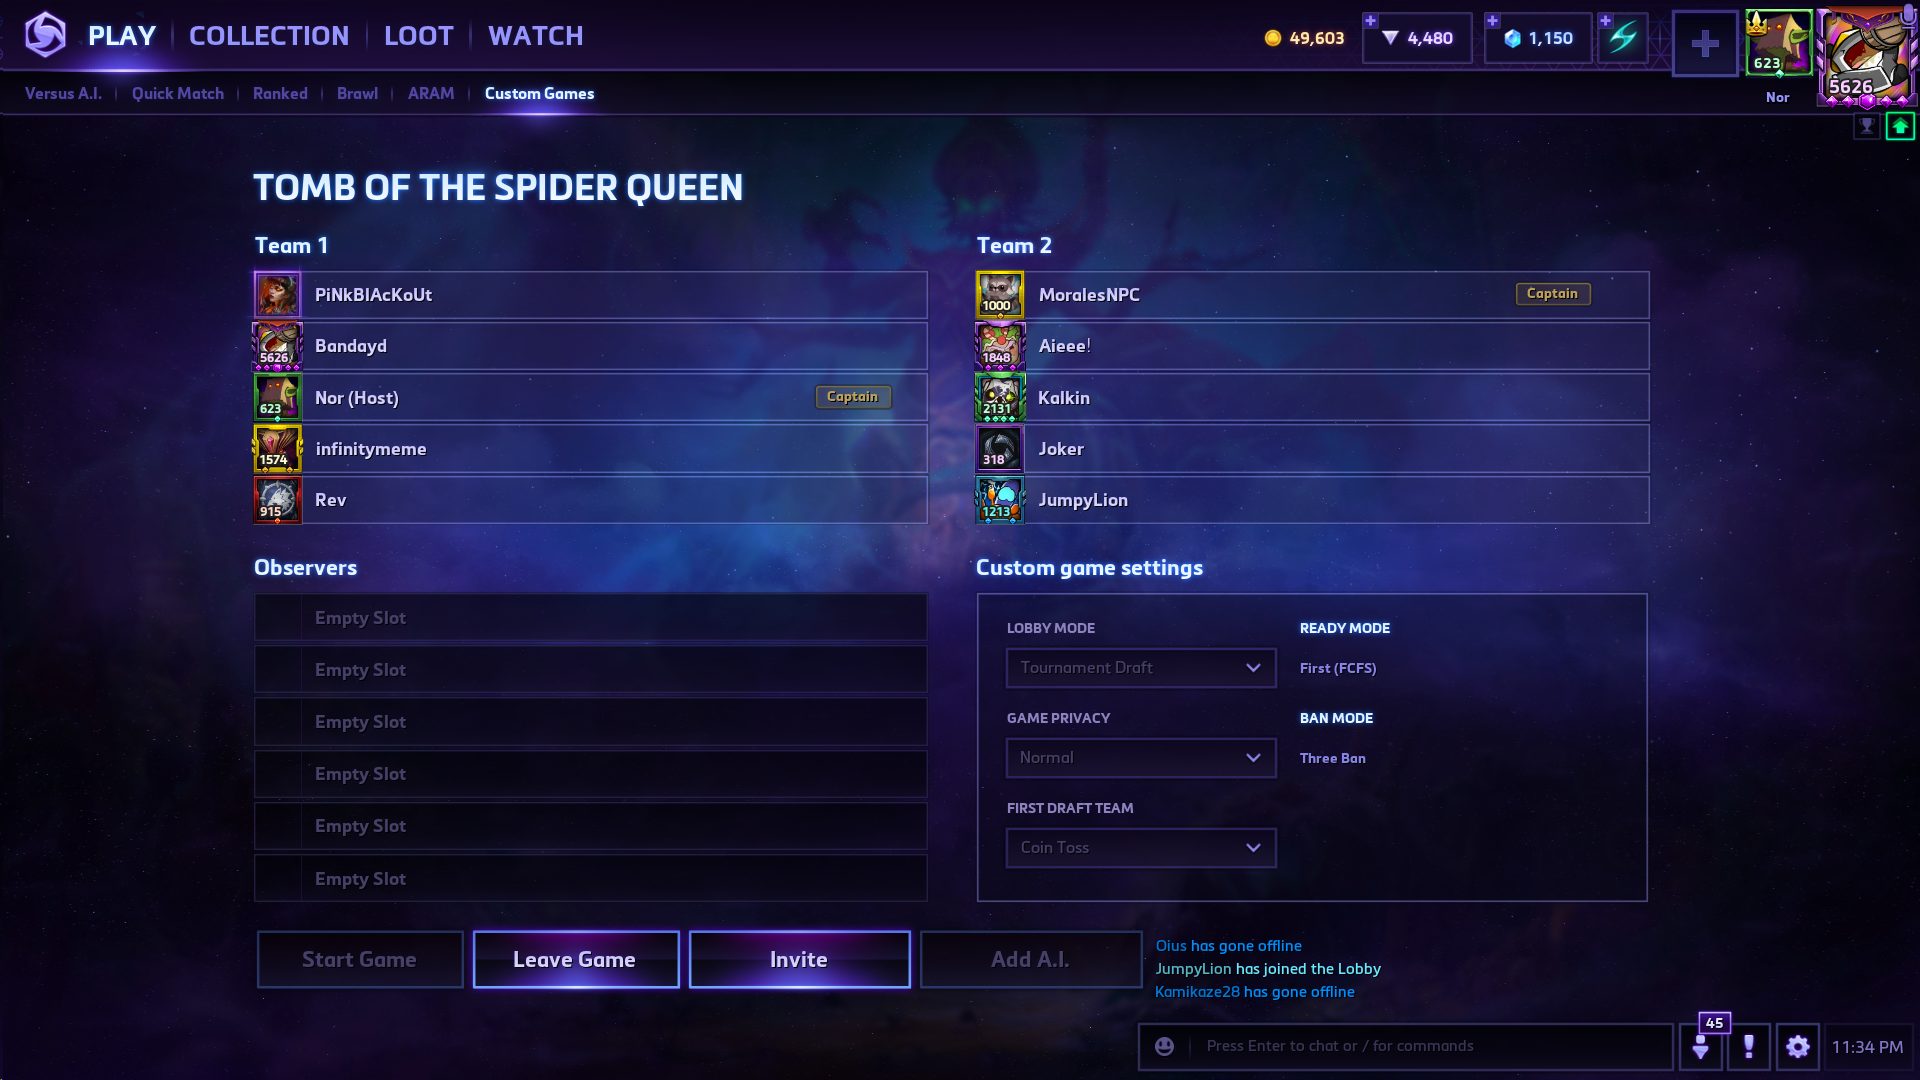 PLAY
COLLECTION
LOOT
WATCH
49,603
4,480
1,150
623
Nor
5626
Versus A.I.
Quick Match
Ranked
Brawl
ARAM
Custom Games
TOMB OF THE SPIDER QUEEN
Team 1
PiNkBlAcKoUt
5626
Bandayd
623
Nor (Host)
Captain
1574
infinitymeme
915
Rev
Team 2
1000
MoralesNPC
Captain
1848
Aieee!
2131
Kalkin
318
Joker
1213
JumpyLion
Observers
Empty Slot
Empty Slot
Empty Slot
Empty Slot
Empty Slot
Empty Slot
Custom game settings
LOBBY MODE
Tournament Draft
READY MODE
First (FCFS)
GAME PRIVACY
Normal
BAN MODE
Three Ban
FIRST DRAFT TEAM
Coin Toss
Start Game
Leave Game
Invite
Add A.I.
Oius has gone offline
JumpyLion has joined the Lobby
Kamikaze28 has gone offline
Press Enter to chat or / for commands
45
11:34 PM